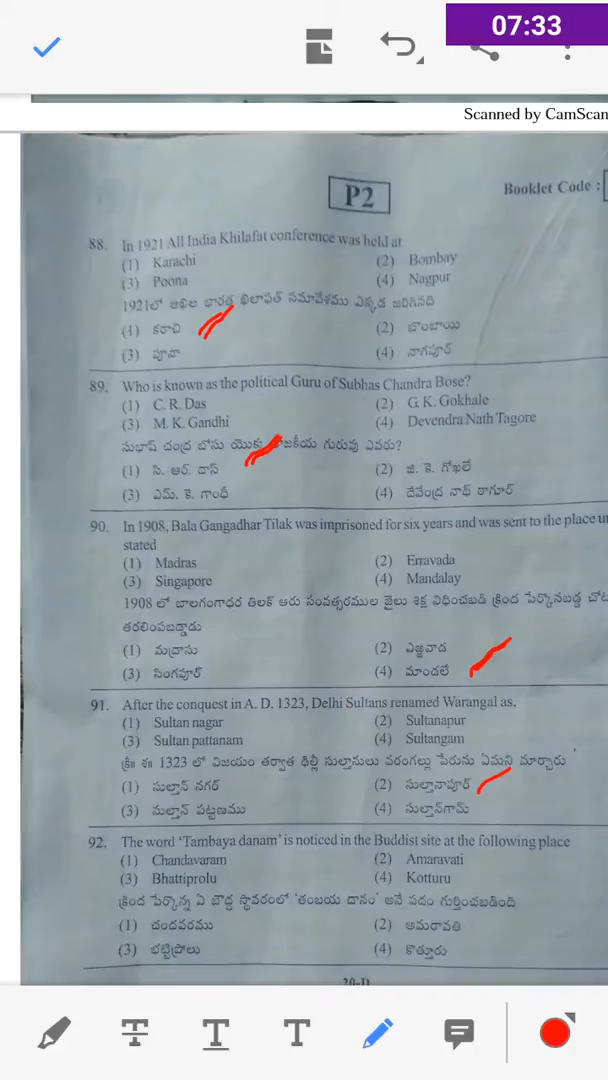 07:33
Scanned by CamScan
P2
Booklet Code :
88. In 1921 All India Khilafat conference was held at
(1) Karachi (2) Bombay
(3) Poona (4) Nagpur
1921లో అఖిల భారత ఖిలాఫత్ సమావేశము ఎక్కడ జరిగినది
(1) కరాచి (2) బొంబాయి
(3) పూనా (4) నాగపూర్
89. Who is known as the political Guru of Subhas Chandra Bose?
(1) C. R. Das (2) G. K. Gokhale
(3) M. K. Gandhi (4) Devendra Nath Tagore
సుభాష్ చంద్ర బోసు యొక్క రాజకీయ గురువు ఎవరు?
(1) సి. ఆర్. దాస్ (2) జి. కె. గోఖలే
(3) ఎమ్. కె. గాంధీ (4) దేవేంద్ర నాథ్ ఠాగూర్
90. In 1908, Bala Gangadhar Tilak was imprisoned for six years and was sent to the place un
stated
(1) Madras (2) Erravada
(3) Singapore (4) Mandalay
1908 లో బాలగంగాధర తిలక్ ఆరు సంవత్సరముల జైలు శిక్ష విధించబడి క్రింద పేర్కొనబడ్డ చోట
తరలింపబడ్డాడు
(1) మద్రాసు (2) ఎఱ్ఱవాడ
(3) సింగపూర్ (4) మాండలే
91. After the conquest in A. D. 1323, Delhi Sultans renamed Warangal as,
(1) Sultan nagar (2) Sultanapur
(3) Sultan pattanam (4) Sultangam
క్రీ॥ శ॥ 1323 లో విజయం తర్వాత ఢిల్లీ సుల్తానులు వరంగల్లు పేరును ఏమని మార్చారు
(1) సుల్తాన్ నగర్ (2) సుల్తానాపూర్
(3) సుల్తాన్ పట్టణము (4) సుల్తాన్‌గామ్
92. The word 'Tambaya danam' is noticed in the Buddist site at the following place
(1) Chandavaram (2) Amaravati
(3) Bhattiprolu (4) Kotturu
క్రింద పేర్కొన్న ఏ బౌద్ధ స్థావరంలో 'తంబయ దానం' అనే పదం గుర్తించబడింది
(1) చందవరము (2) అమరావతి
(3) భట్టిప్రోలు (4) కొత్తూరు
20-D